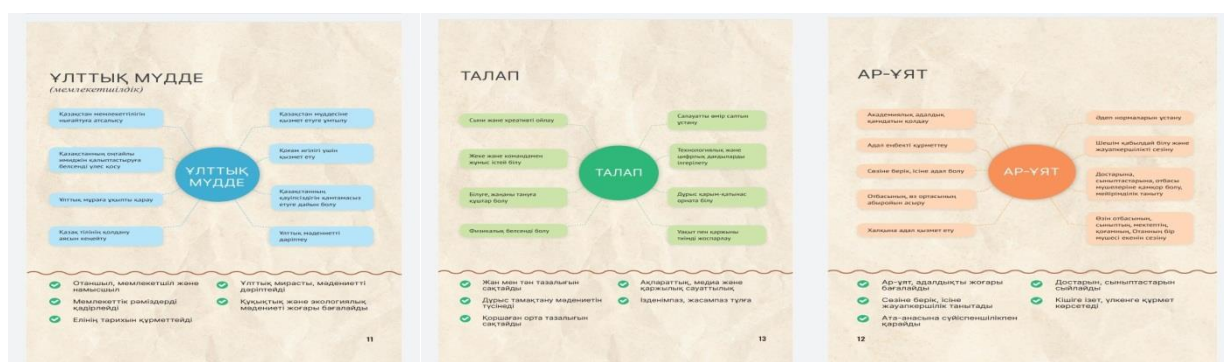 ҰЛТТЫҚ МҮДДЕ
(мемлекетшілдік)
Қазақстан мемлекеттілігін
нығайтуға атсалысу
Қазақстанның оңтайлы
имиджін қалыптастыруға
белсенді үлес қосу
Ұлттық мұраға ұқыпты қарау
Қазақ тілінің қолдану
аясын кеңейту
ҰЛТТЫҚ
МҮДДЕ
Қазақстан мүддесіне
қызмет етуге ұмтылу
Қоғам игілігі үшін
қызмет ету
Қазақстанның
қауіпсіздігін қамтамасыз
етуге дайын болу
Ұлттық мәдениетті
дәріптеу
Отаншыл, мемлекетшіл және
намысшыл
Мемлекеттік рәміздерді
қадірлейді
Елінің тарихын құрметтейді
Ұлттық мирасты, мәдениетті
дәріптейді
Құқықтық және экологиялық
мәдениеті жоғары бағалайды
11
ТАЛАП
Сыни және креативті ойлау
Жеке және командамен
жұмыс істей білу
Білуге, жаңаны тануға
құштар болу
Физикалық белсенді болу
ТАЛАП
Салауатты өмір салтын
ұстану
Технологиялық және
цифрлық дағдыларды
ілгерілету
Дұрыс қарым-қатынас
орната білу
Уақыт пен қаржыны
тиімді жоспарлау
Жан мен тән тазалығын
сақтайды
Дұрыс тамақтану мәдениетін
түсінеді
Қоршаған орта тазалығын
сақтайды
Ақпараттық, медиа және
қаржылық сауаттылық
Ізденімпаз, жасампаз тұлға
13
АР-ҰЯТ
Академиялық адалдық
қағидатын қолдау
Адал еңбекті құрметтеу
Сөзіне берік, ісіне адал болу
Отбасының, өз ортасының
абыройын асыру
Халқына адал қызмет ету
АР-ҰЯТ
Әдеп нормаларын ұстану
Шешім қабылдай білу және
жауапкершілікті сезіну
Достарына,
сыныптастарына, отбасы
мүшелеріне қамқор болу,
мейірімділік таныту
Өзін отбасының,
сыныптың, мектептің,
қоғамның, Отанның бір
мүшесі екенін сезіну
Ар-ұят, адалдықты жоғары
бағалайды
Сөзіне берік, ісіне
жауапкершілік танытады
Ата-анасына сүйіспеншілікпен
қарайды
Достарын, сыныптастарын
сыйлайды
Кішіге ізет, үлкенге құрмет
көрсетеді
12